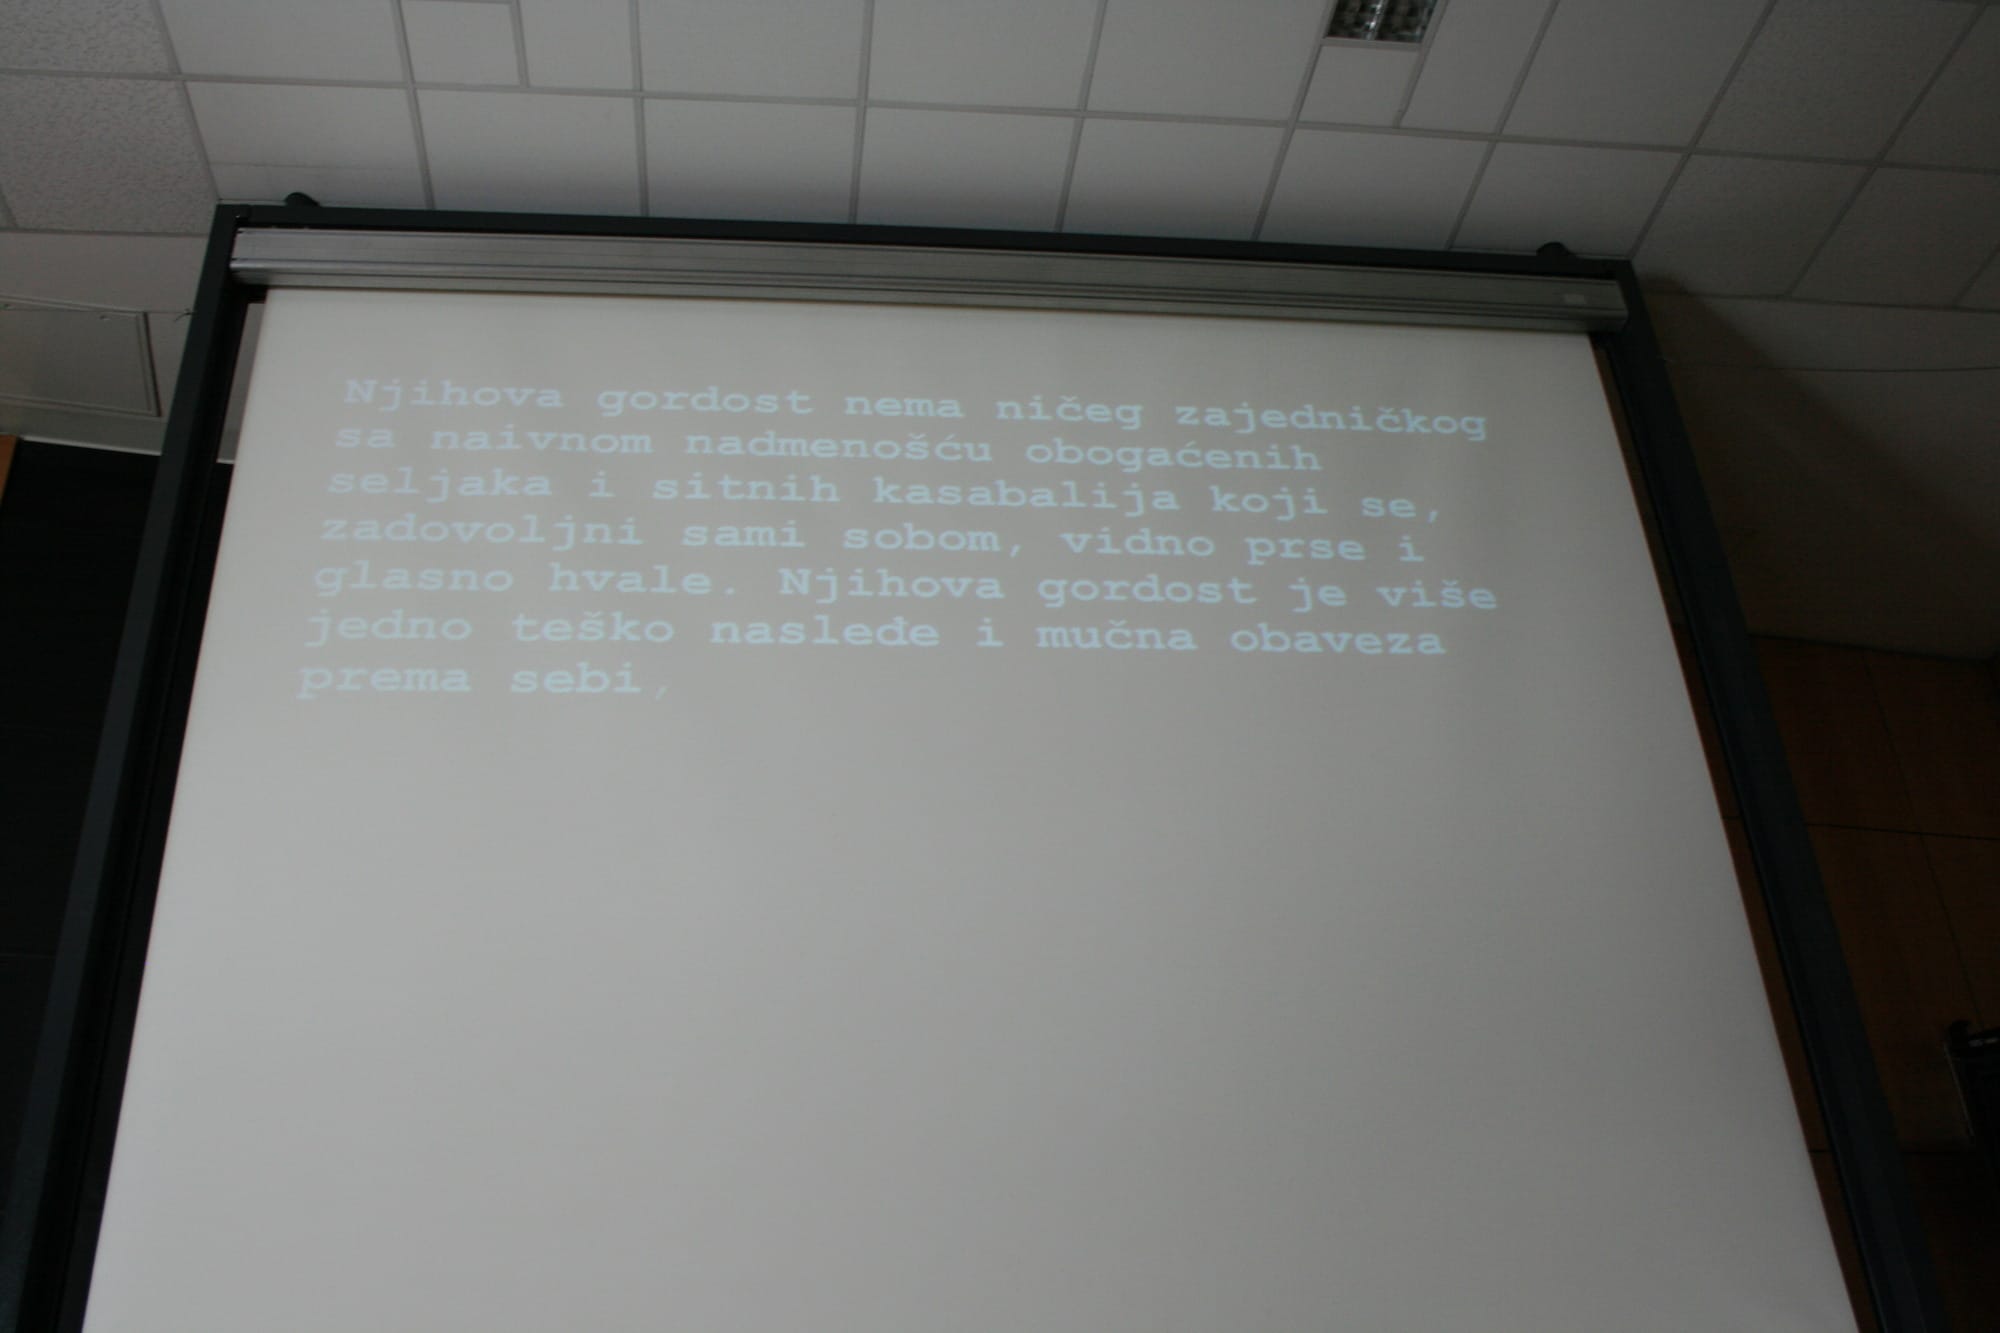 Njihova gordost nema ničeg zajedničkog
sa naivnom nadmenošću obogaćenih
seljaka i sitnih kasabalija koji se,
zadovoljni sami sobom, vidno prse i
glasno hvale. Njihova gordost je više
jedno teško nasleđe i mučna obaveza
prema sebi,